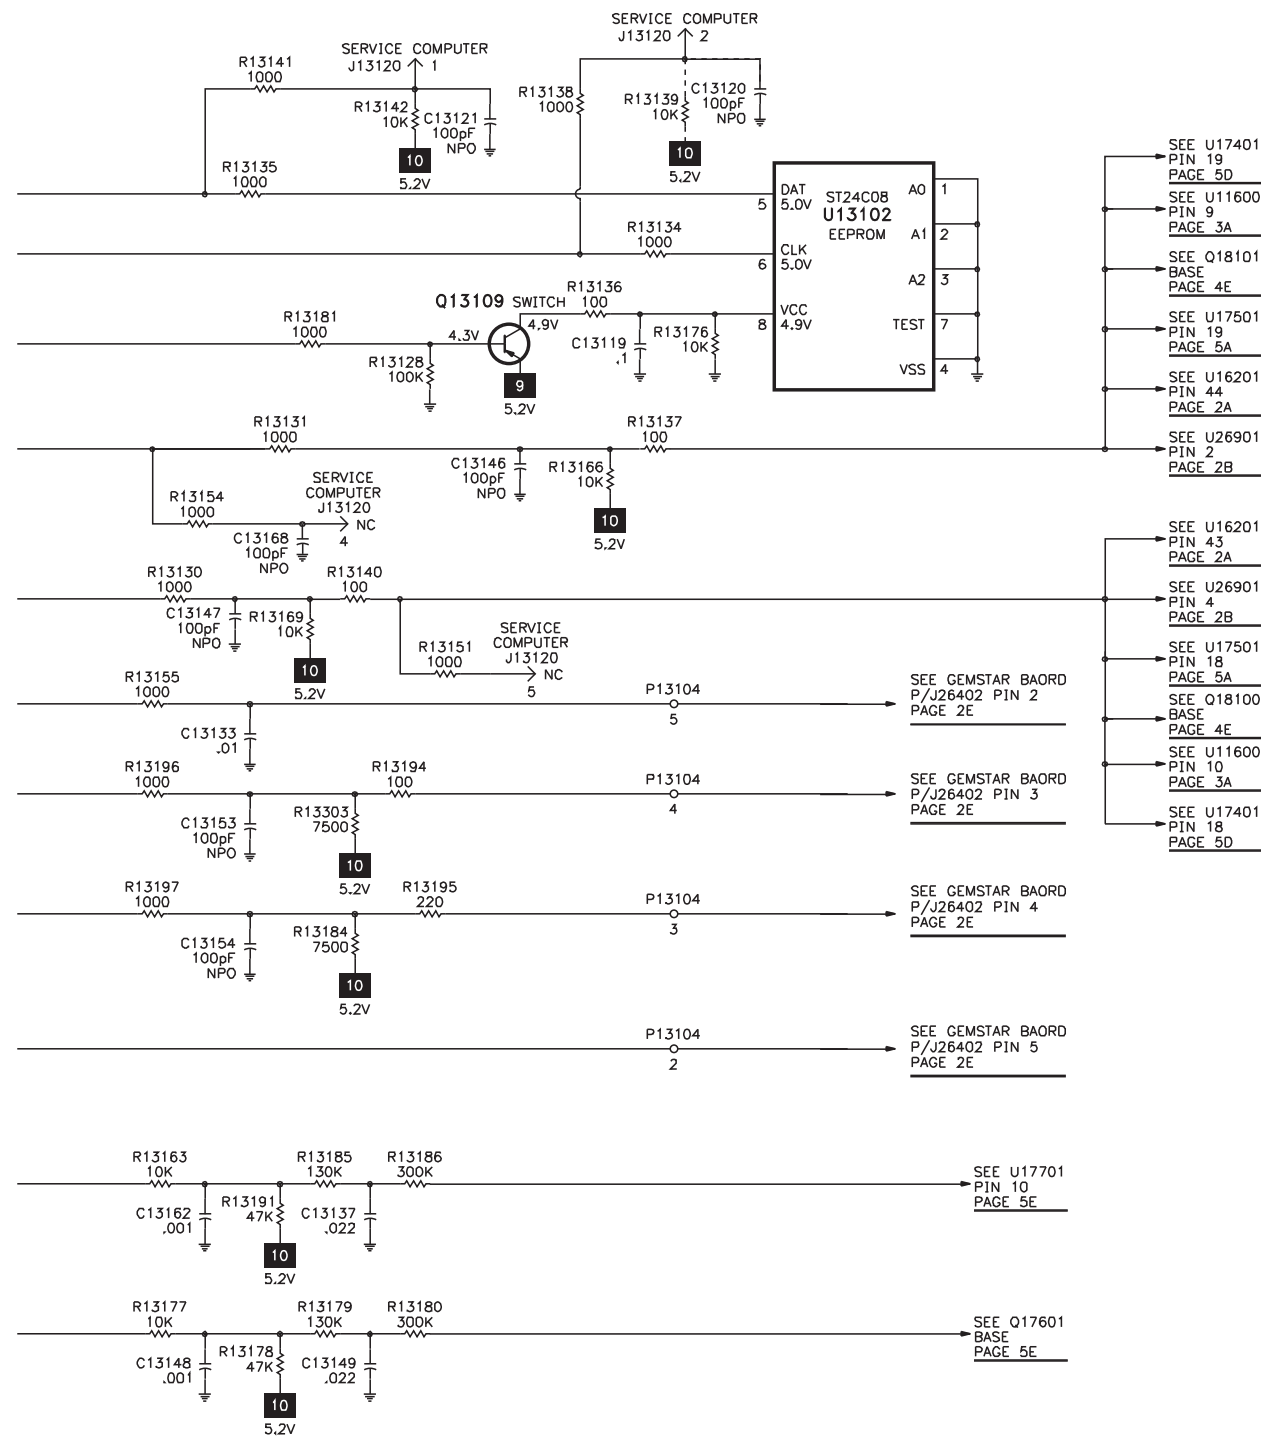 SERVICE COMPUTER
J13120 2
SERVICE COMPUTER
J13120 1
R13141
1000
R13142
10K
C13121
100pF
NPO
10
5.2V
R13138
1000
R13139
10K
C13120
100pF
NPO
10
5.2V
R13135
1000
R13134
1000
5
DAT
5.0V
6
CLK
5.0V
8
VCC
4.9V
ST24C08
U13102
EEPROM
A0 1
A1 2
A2 3
TEST 7
VSS 4
R13181
1000
R13128
100K
4.3V
Q13109 SWITCH
4.9V
9
5.2V
R13136
100
C13119
.1
R13176
10K
R13131
1000
C13146
100pF
NPO
R13166
10K
10
5.2V
R13137
100
R13154
1000
SERVICE
COMPUTER
J13120
NC
4
C13168
100pF
NPO
R13130
1000
C13147
100pF
NPO
R13169
10K
10
5.2V
R13140
100
R13151
1000
SERVICE
COMPUTER
J13120
NC
5
SEE U17401
PIN 19
PAGE 5D
SEE U11600
PIN 9
PAGE 3A
SEE Q18101
BASE
PAGE 4E
SEE U17501
PIN 19
PAGE 5A
SEE U16201
PIN 44
PAGE 2A
SEE U26901
PIN 2
PAGE 2B
SEE U16201
PIN 43
PAGE 2A
SEE U26901
PIN 4
PAGE 2B
SEE U17501
PIN 18
PAGE 5A
SEE Q18100
BASE
PAGE 4E
SEE U11600
PIN 10
PAGE 3A
SEE U17401
PIN 18
PAGE 5D
R13155
1000
C13133
.01
P13104
5
SEE GEMSTAR BAORD
P/J26402 PIN 2
PAGE 2E
R13196
1000
C13153
100pF
NPO
R13303
7500
10
5.2V
R13194
100
P13104
4
SEE GEMSTAR BAORD
P/J26402 PIN 3
PAGE 2E
R13197
1000
C13154
100pF
NPO
R13184
7500
10
5.2V
R13195
220
P13104
3
SEE GEMSTAR BAORD
P/J26402 PIN 4
PAGE 2E
P13104
2
SEE GEMSTAR BAORD
P/J26402 PIN 5
PAGE 2E
R13163
10K
C13162
.001
R13191
47K
10
5.2V
R13185
130K
C13137
.022
R13186
300K
SEE U17701
PIN 10
PAGE 5E
R13177
10K
C13148
.001
R13178
47K
10
5.2V
R13179
130K
C13149
.022
R13180
300K
SEE Q17601
BASE
PAGE 5E